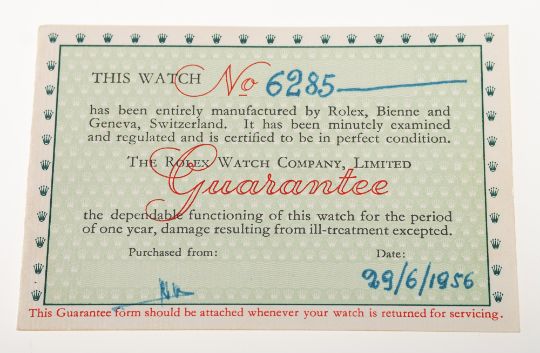 THIS WATCH No 6285
has been entirely manufactured by Rolex, Bienne and
Geneva, Switzerland. It has been minutely examined
and regulated and is certified to be in perfect condition.
THE ROLEX WATCH COMPANY, LIMITED
Guarantee
the dependable functioning of this watch for the period
of one year, damage resulting from ill-treatment excepted.
Purchased from: Date:
29/6/1956
This Guarantee form should be attached whenever your watch is returned for servicing.